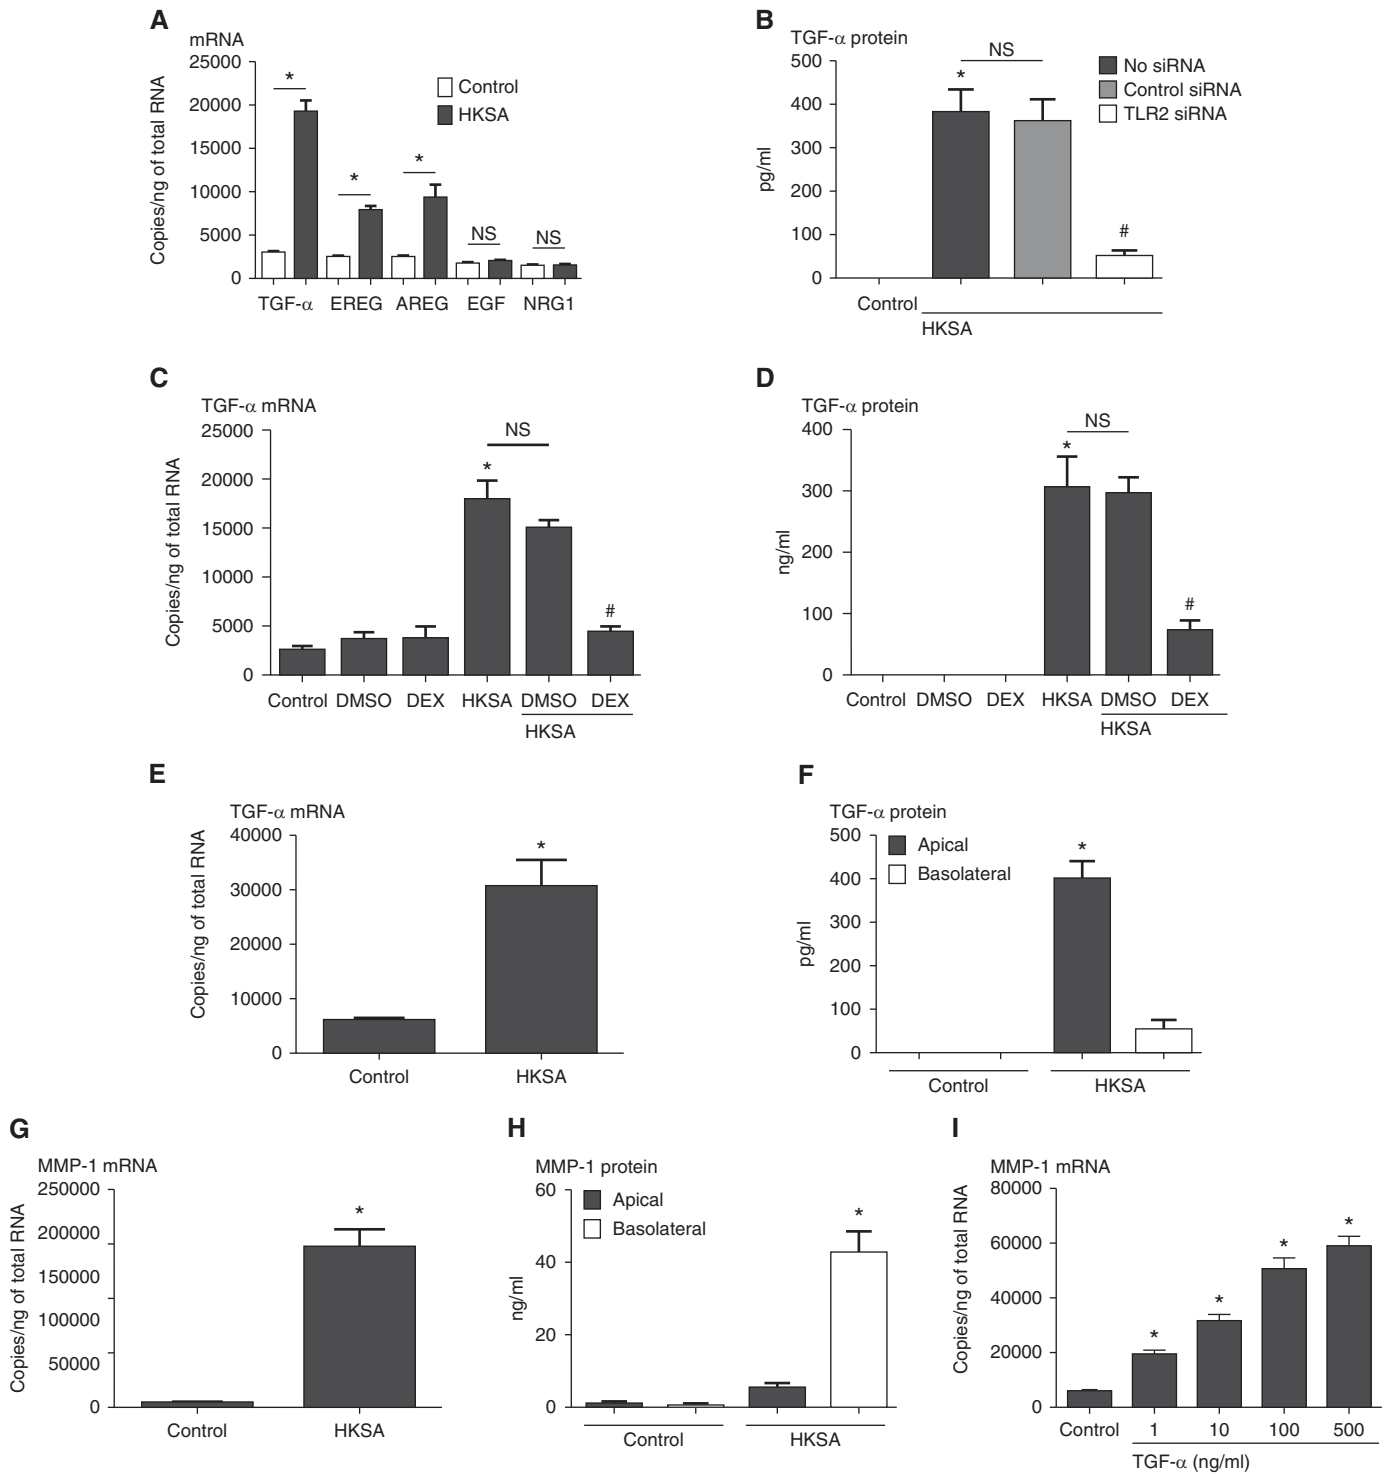 A
mRNA
Copies/ng of total RNA
25000
20000
15000
10000
5000
0
*
*
*
NS
NS
Control
HKSA
TGF-α EREG AREG EGF NRG1
B
TGF-α protein
pg/ml
500
400
300
200
100
0
NS
*
#
No siRNA
Control siRNA
TLR2 siRNA
Control
HKSA
C
TGF-α mRNA
Copies/ng of total RNA
25000
20000
15000
10000
5000
0
NS
*
#
Control DMSO DEX HKSA DMSO DEX
HKSA
D
TGF-α protein
ng/ml
400
300
200
100
0
NS
*
#
Control DMSO DEX HKSA DMSO DEX
HKSA
E
TGF-α mRNA
Copies/ng of total RNA
40000
30000
20000
10000
0
*
Control HKSA
F
TGF-α protein
pg/ml
500
400
300
200
100
0
Apical
Basolateral
*
Control HKSA
G
MMP-1 mRNA
Copies/ng of total RNA
250000
200000
150000
100000
50000
0
*
Control HKSA
H
MMP-1 protein
ng/ml
60
40
20
0
Apical
Basolateral
*
Control HKSA
I
MMP-1 mRNA
Copies/ng of total RNA
80000
60000
40000
20000
0
*
*
*
*
Control 1 10 100 500
TGF-α (ng/ml)